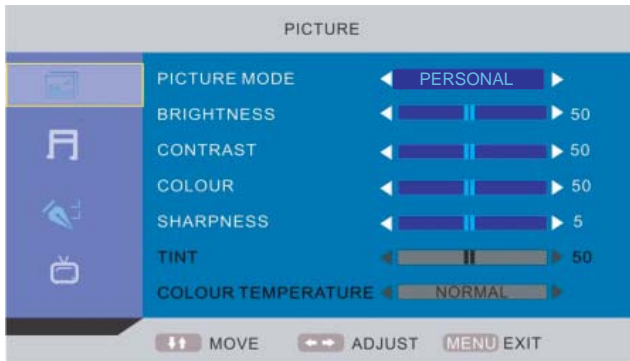 PICTURE
PICTURE MODE PERSONAL
BRIGHTNESS 50
CONTRAST 50
COLOUR 50
SHARPNESS 5
TINT 50
COLOUR TEMPERATURE NORMAL
MOVE ADJUST MENU EXIT